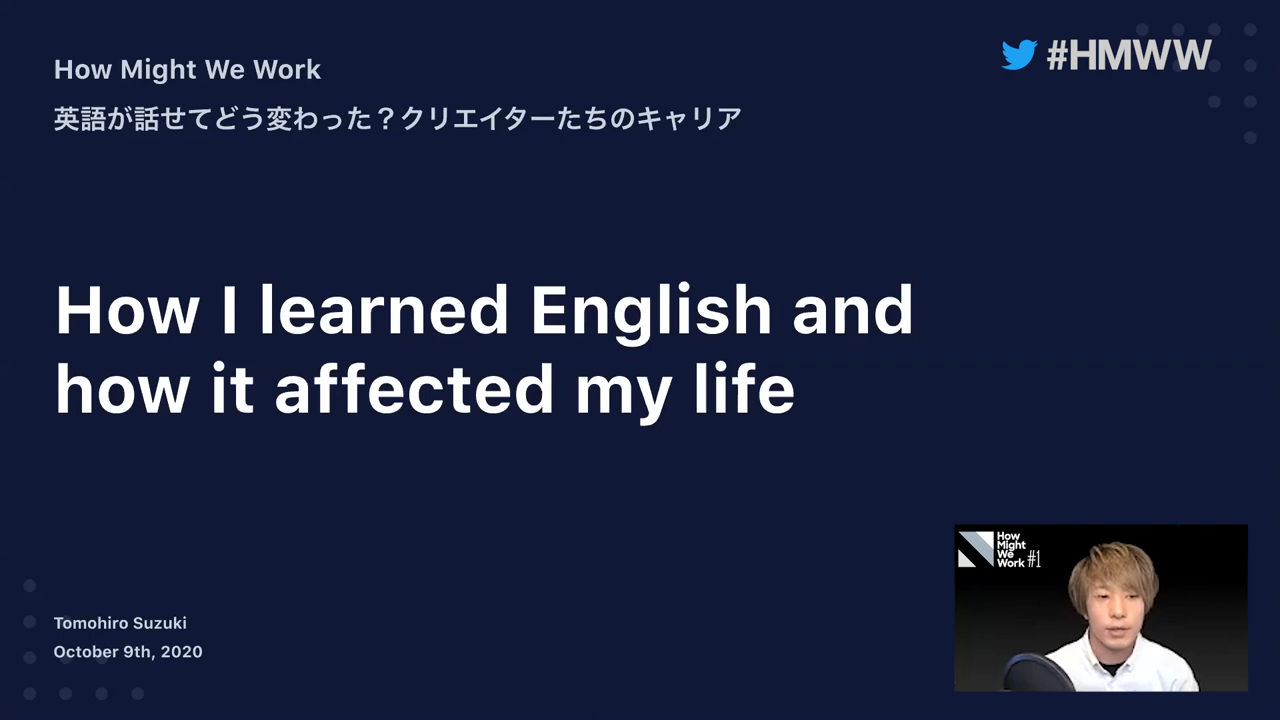 How Might We Work
英語が話せてどう変わった？クリエイターたちのキャリア
#HMWW
How I learned English and
how it affected my life
Tomohiro Suzuki
October 9th, 2020
How
Might
We
Work #1